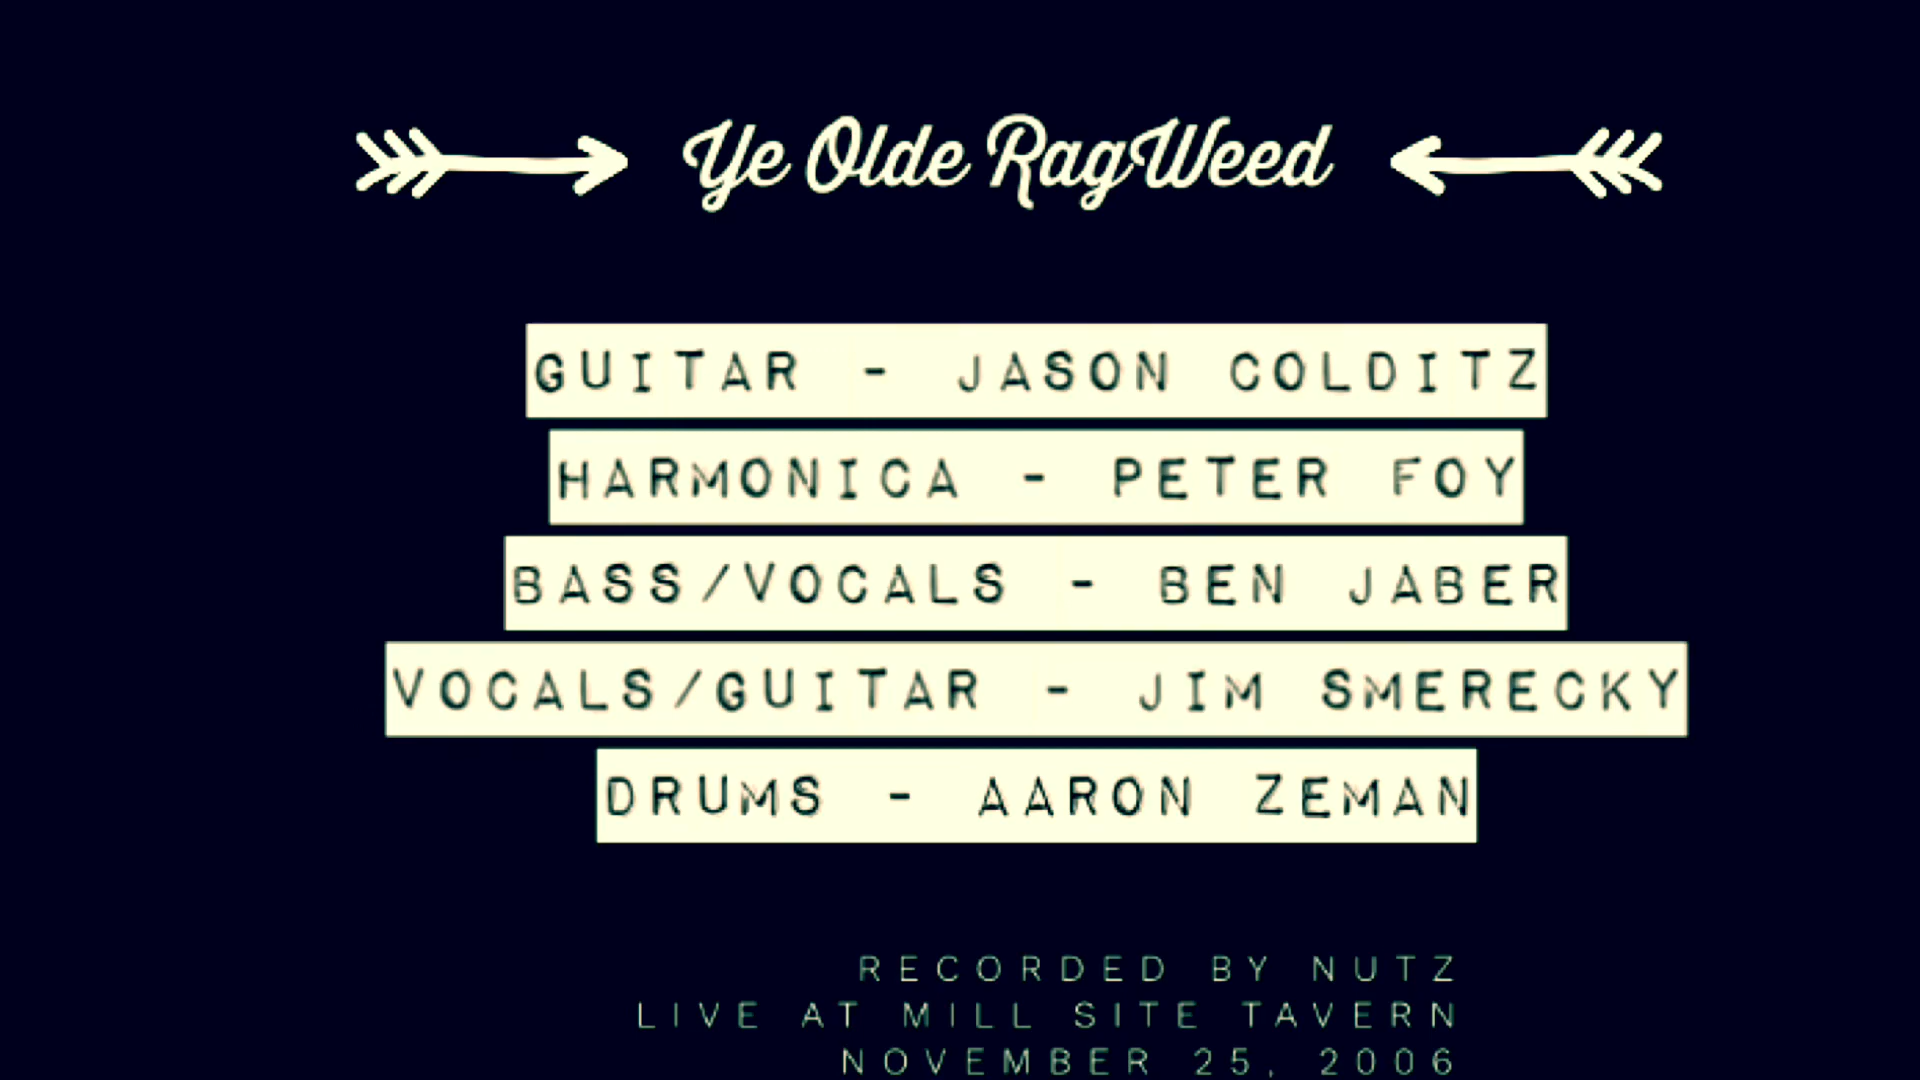 Ye Olde RagWeed
GUITAR - JASON COLDITZ
HARMONICA - PETER FOY
BASS/VOCALS - BEN JABER
VOCALS/GUITAR - JIM SMERECKY
DRUMS - AARON ZEMAN
RECORDED BY NUTZ
LIVE AT MILL SITE TAVERN
NOVEMBER 25, 2006